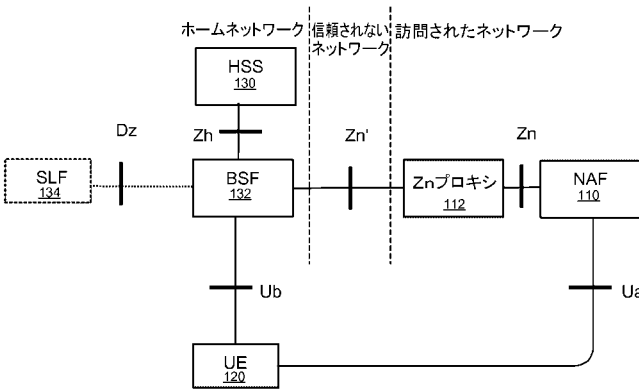 ホームネットワーク
信頼されない
ネットワーク
訪問されたネットワーク
HSS
130
Dz
Zh
Zn'
Zn
SLF
134
BSF
132
Znプロキシ
112
NAF
110
Ub
Ua
UE
120